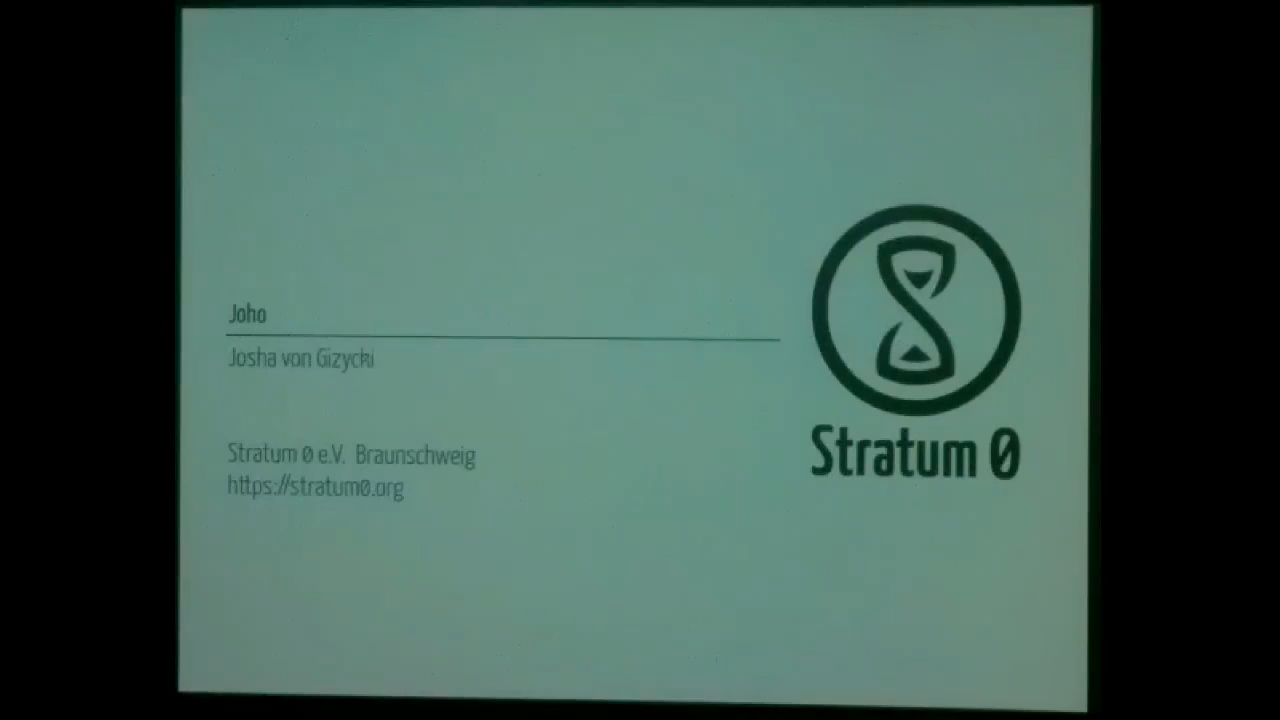 Joho
Josha von Gizycki
Stratum 0 e.V. Braunschweig
https://stratum0.org
Stratum 0